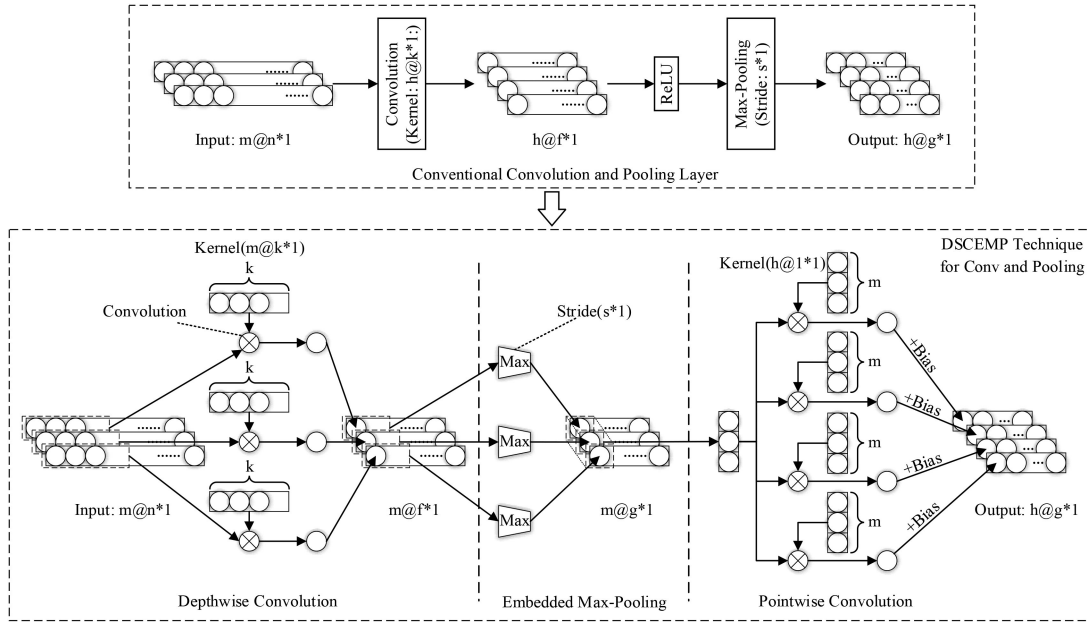 Input: m@n*1
Convolution
(Kernel: h@k*1;)
h@f*1
ReLU
Max-Pooling
(Stride: s*1)
Output: h@g*1
Conventional Convolution and Pooling Layer
DSCEMP Technique
for Conv and Pooling
Kernel(m@k*1)
k
Convolution
k
k
Input: m@n*1
m@f*1
Depthwise Convolution
Stride(s*1)
Max
Max
Max
m@g*1
Embedded Max-Pooling
Kernel(h@1*1)
m
m
m
m
+Bias
+Bias
+Bias
+Bias
Output: h@g*1
Pointwise Convolution